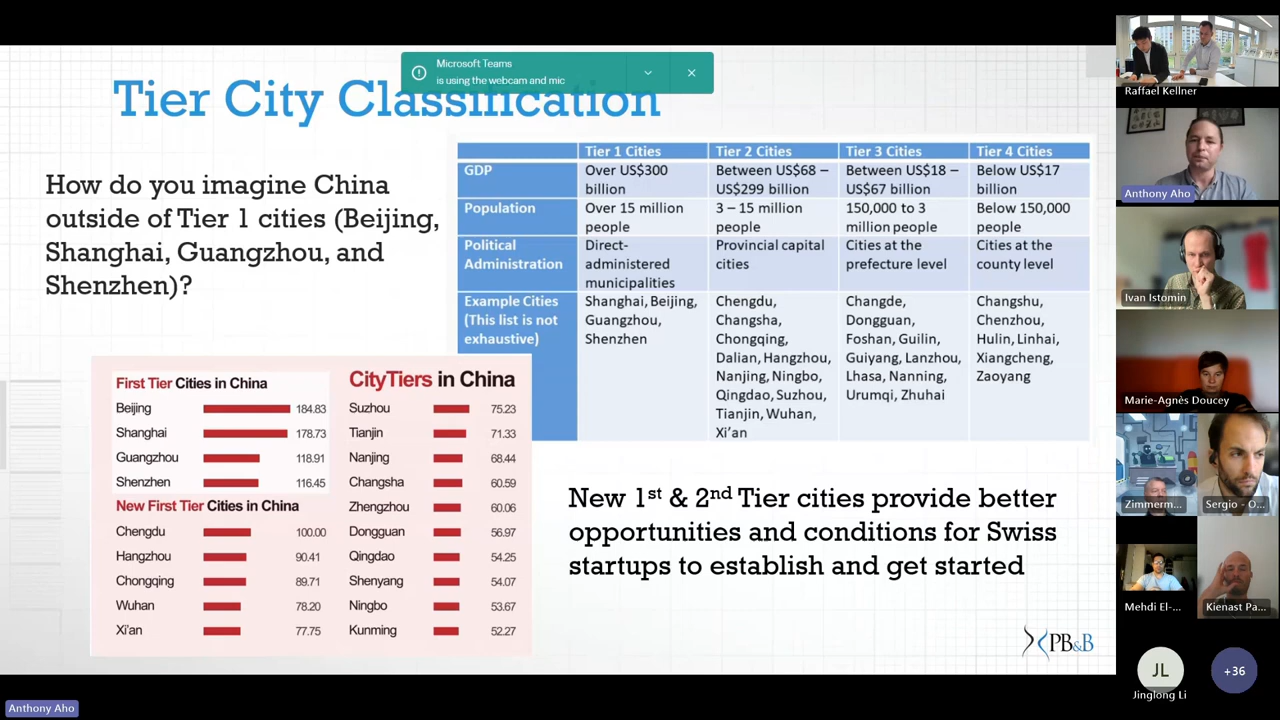 Microsoft Teams
is using the webcam and mic
Tier City Classification
How do you imagine China
outside of Tier 1 cities (Beijing,
Shanghai, Guangzhou, and
Shenzhen)?
Tier 1 Cities Tier 2 Cities Tier 3 Cities Tier 4 Cities
GDP
Over US$300
billion
Between US$68 –
US$299 billion
Between US$18 –
US$67 billion
Below US$17
billion
Population
Over 15 million
people
3 – 15 million
people
150,000 to 3
million people
Below 150,000
people
Political
Administration
Direct-
administered
municipalities
Provincial capital
cities
Cities at the
prefecture level
Cities at the
county level
Example Cities
(This list is not
exhaustive)
Shanghai, Beijing,
Guangzhou,
Shenzhen
Chengdu,
Changsha,
Chongqing,
Dalian, Hangzhou,
Nanjing, Ningbo,
Qingdao, Suzhou,
Tianjin, Wuhan,
Xi'an
Changde,
Dongguan,
Foshan, Guilin,
Guiyang, Lanzhou,
Lhasa, Nanning,
Urumqi, Zhuhai
Changshu,
Chenzhou,
Hulin, Linhai,
Xiangcheng,
Zaoyang
First Tier Cities in China
Beijing 184.83
Shanghai 178.73
Guangzhou 118.91
Shenzhen 116.45
New First Tier Cities in China
Chengdu 100.00
Hangzhou 90.41
Chongqing 89.71
Wuhan 78.20
Xi'an 77.75
CityTiers in China
Suzhou 75.23
Tianjin 71.33
Nanjing 68.44
Changsha 60.59
Zhengzhou 60.06
Dongguan 56.97
Qingdao 54.25
Shenyang 54.07
Ningbo 53.67
Kunming 52.27
New 1st & 2nd Tier cities provide better
opportunities and conditions for Swiss
startups to establish and get started
PB&B
Anthony Aho
Raffael Kellner
Anthony Aho
Ivan Istomin
Marie-Agnès Doucey
Zimmerm...
Sergio - O...
Mehdi El-...
Kienast Pa...
JL
Jinglong Li
+36